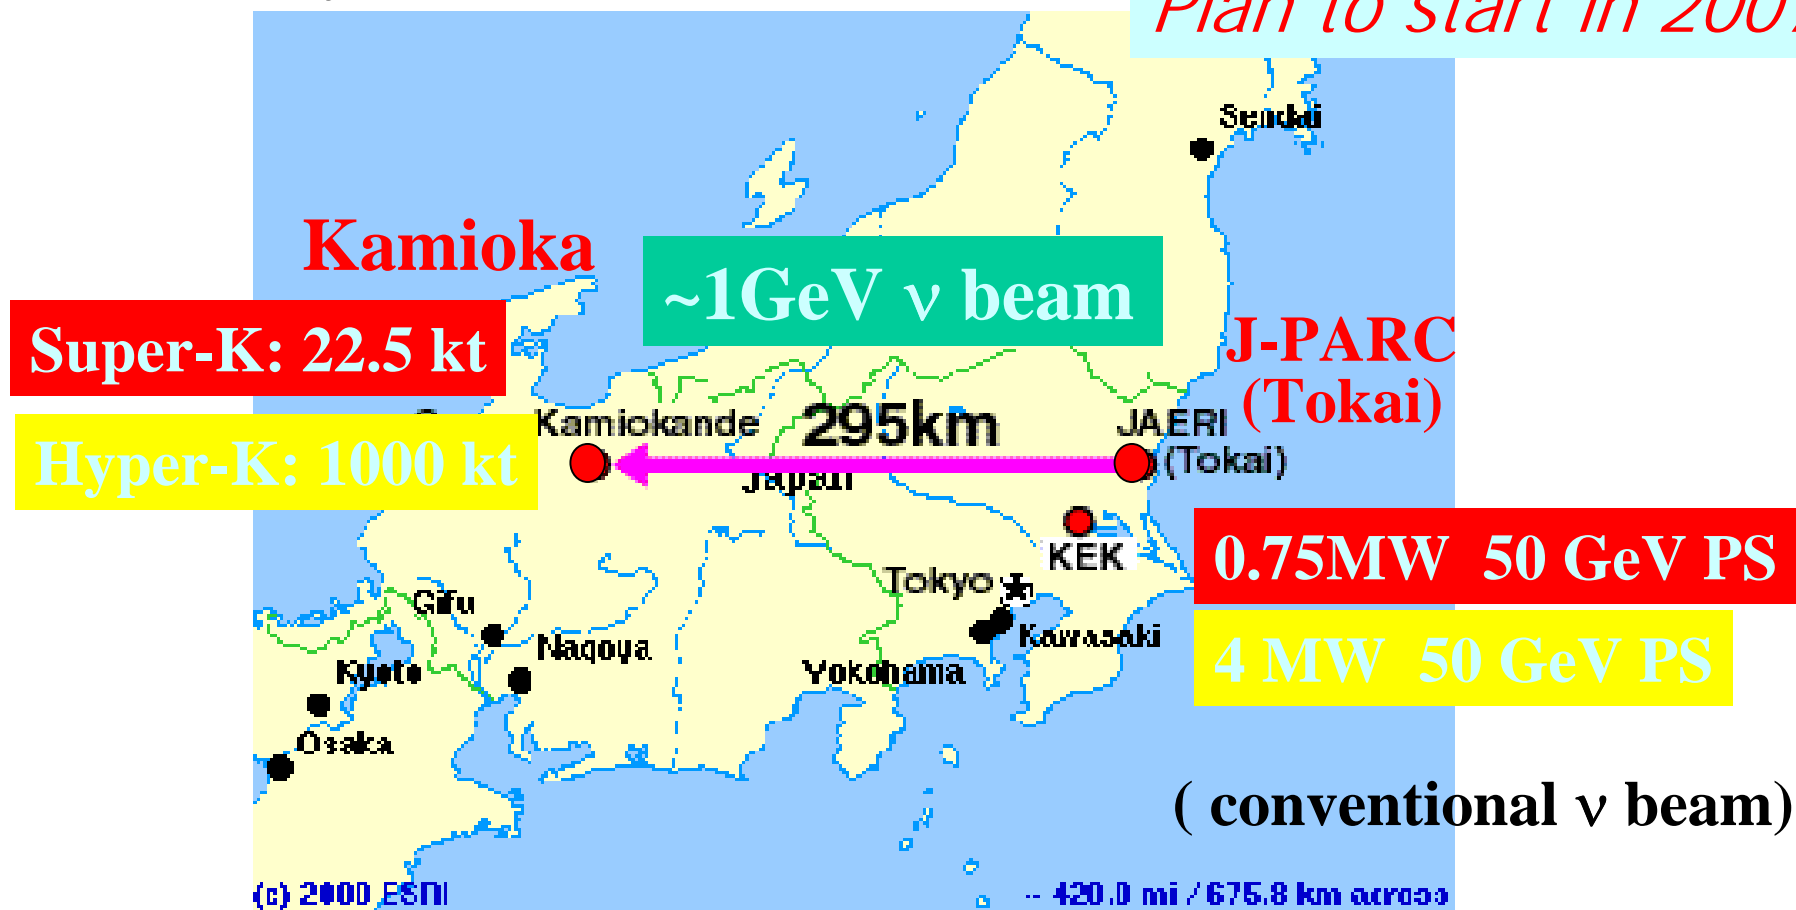 Plan to start in 2007
Sendai
Kamioka
~1GeV ν beam
Super-K: 22.5 kt
J-PARC
(Tokai)
Kamiokande
295km
JAERI
(Tokai)
Hyper-K: 1000 kt
Japan
KEK
0.75MW 50 GeV PS
Tokyo
Gifu
Kawasaki
Nagoya
4 MW 50 GeV PS
Kyoto
Yokohama
Osaka
( conventional ν beam)
(c) 2000 ESRI
-- 420.0 mi / 675.8 km across